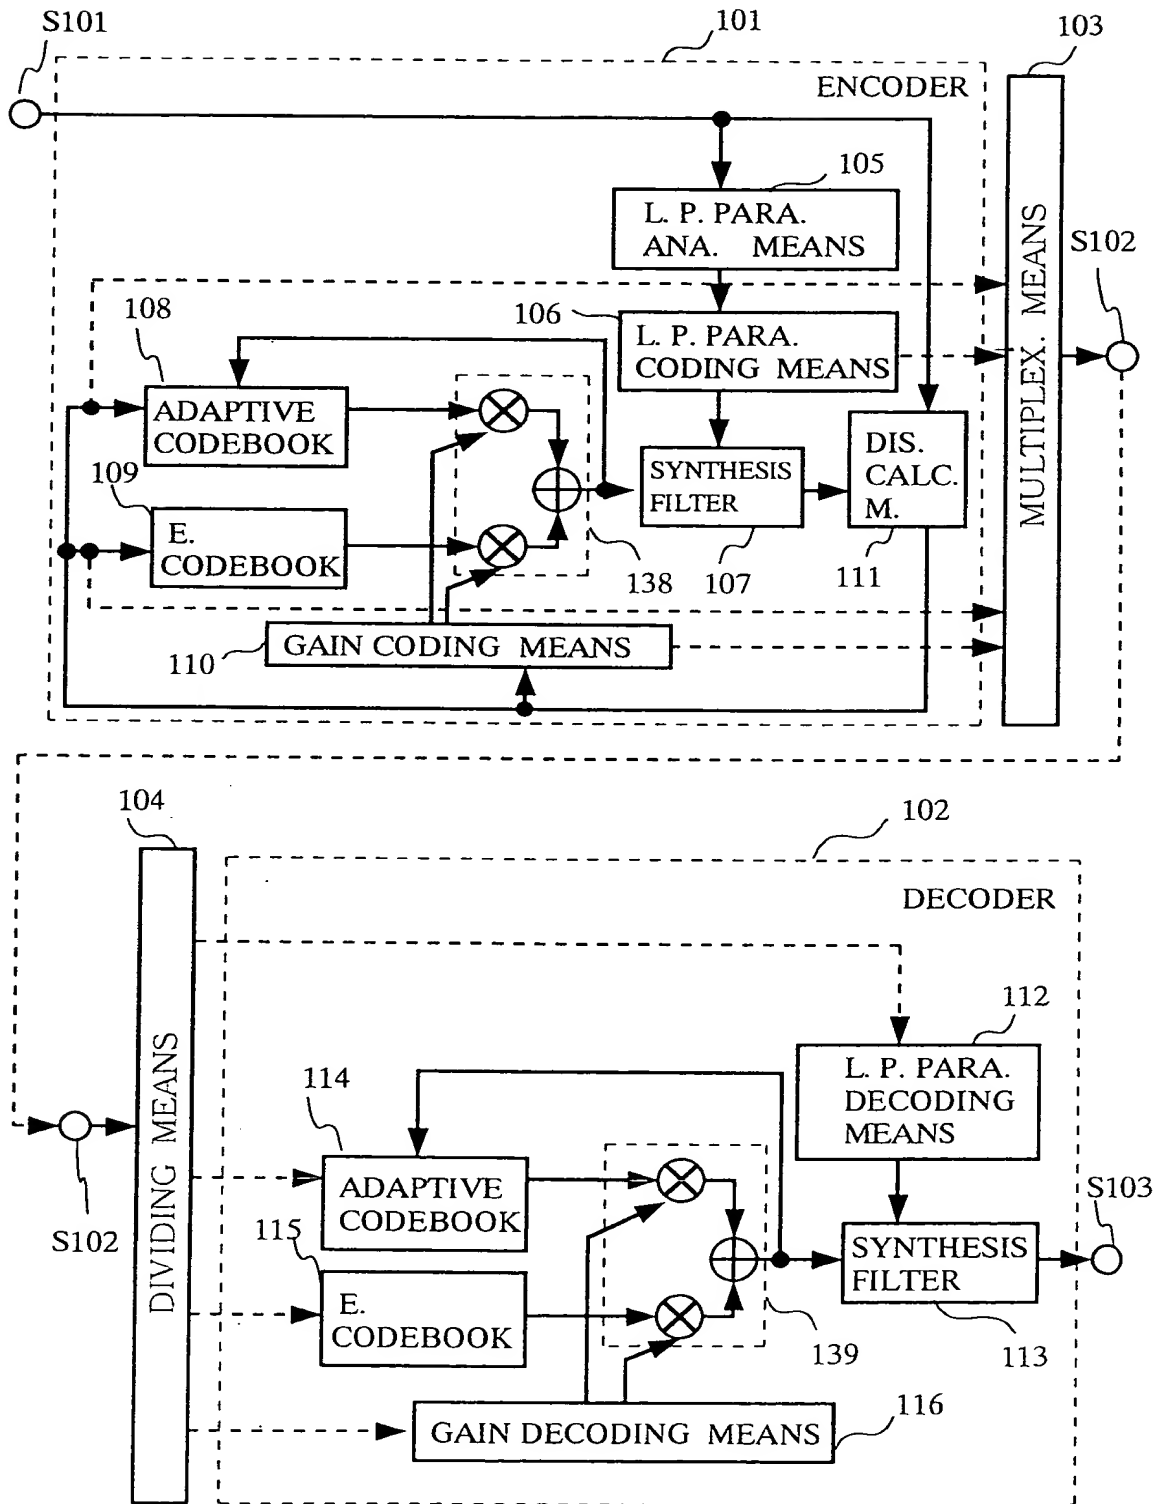 S101
101
103
ENCODER
105
L. P. PARA.
ANA. MEANS
S102
108
106
L. P. PARA.
CODING MEANS
MULTIPLEX. MEANS
ADAPTIVE
CODEBOOK
DIS.
CALC.
M.
SYNTHESIS
FILTER
109
E.
CODEBOOK
138
107
111
GAIN CODING MEANS
110
104
102
DECODER
112
L. P. PARA.
DECODING
MEANS
114
DIVIDING MEANS
ADAPTIVE
CODEBOOK
S103
S102
115
SYNTHESIS
FILTER
E.
CODEBOOK
139
113
116
GAIN DECODING MEANS